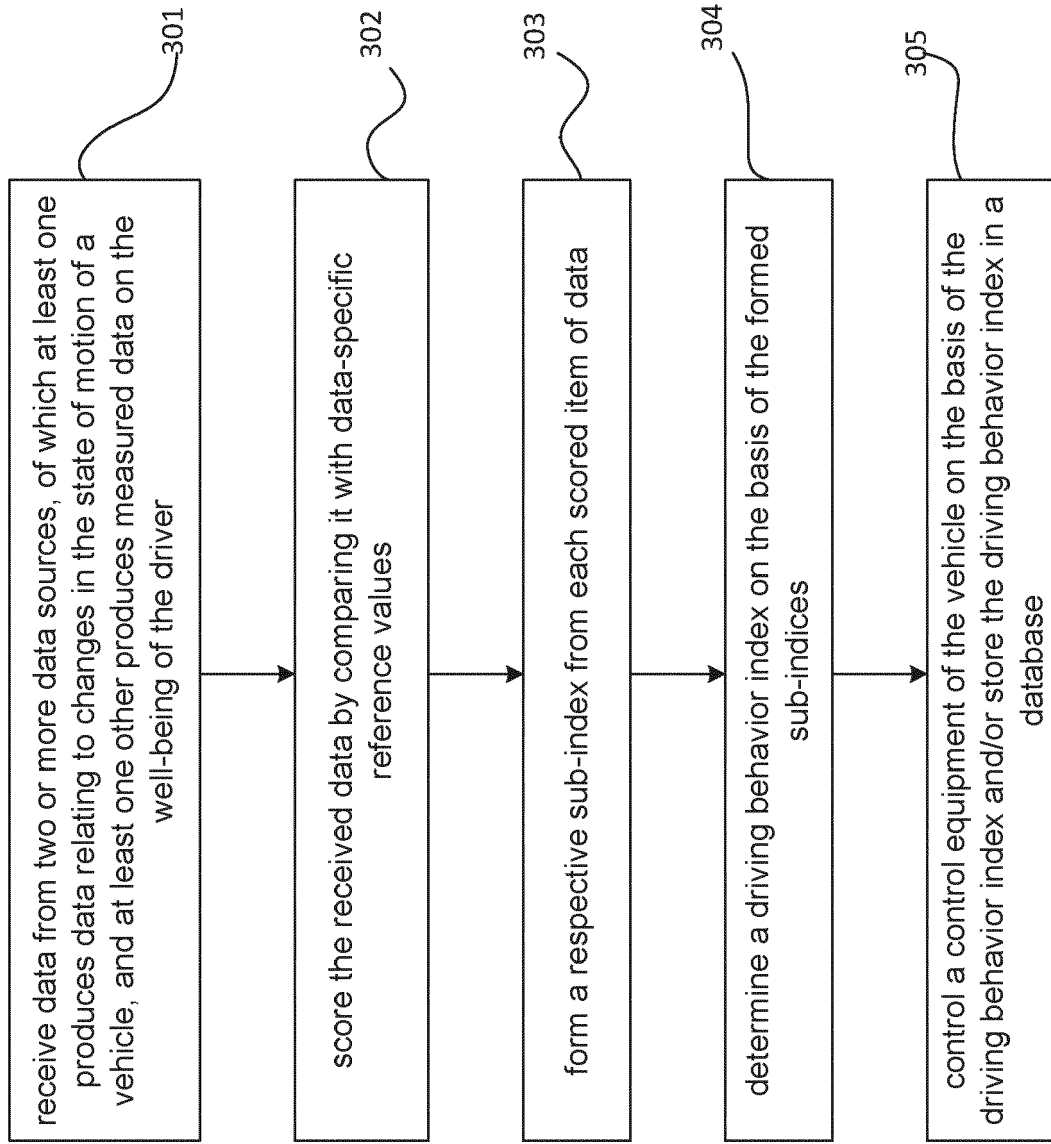 301
receive data from two or more data sources, of which at least one
produces data relating to changes in the state of motion of a
vehicle, and at least one other produces measured data on the
well-being of the driver
302
score the received data by comparing it with data-specific
reference values
303
form a respective sub-index from each scored item of data
304
determine a driving behavior index on the basis of the formed
sub-indices
305
control a control equipment of the vehicle on the basis of the
driving behavior index and/or store the driving behavior index in a
database